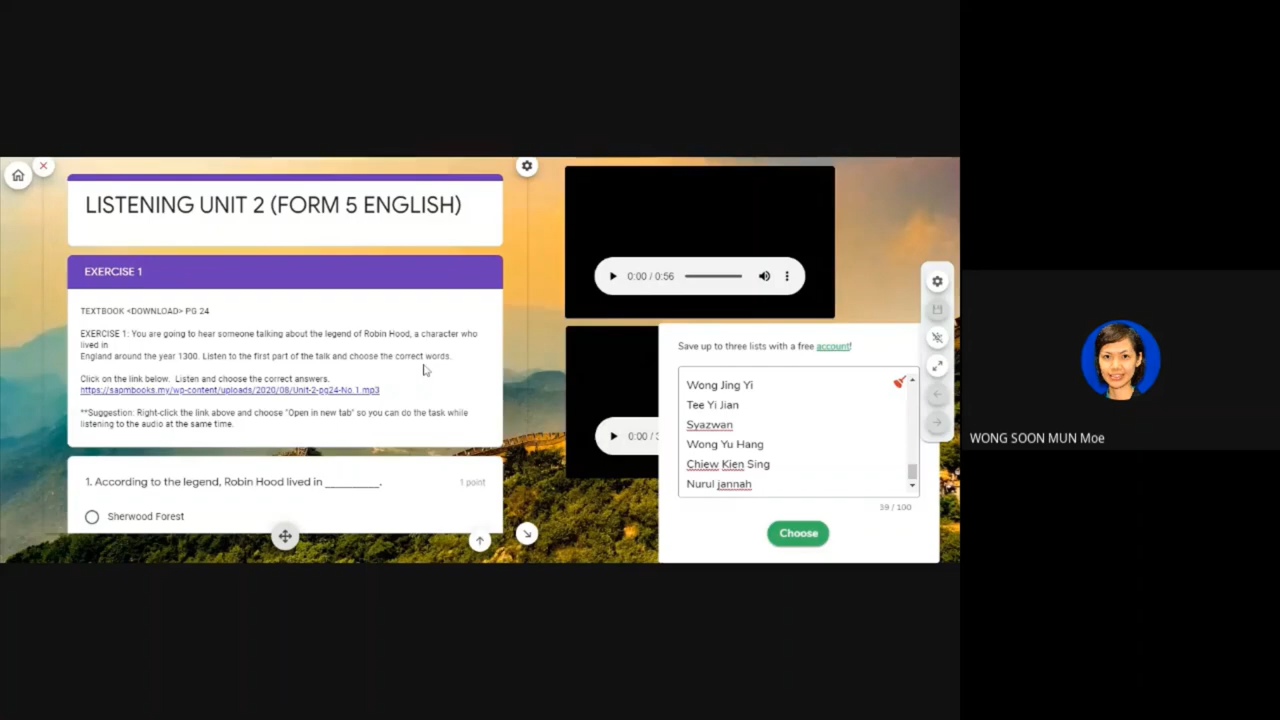 LISTENING UNIT 2 (FORM 5 ENGLISH)
EXERCISE 1
TEXTBOOK <DOWNLOAD> PG 24
EXERCISE 1: You are going to hear someone talking about the legend of Robin Hood, a character who
lived in
England around the year 1300. Listen to the first part of the talk and choose the correct words.
Click on the link below. Listen and choose the correct answers.
https://sapmbooks.my/wp-content/uploads/2020/08/Unit-2-pg24-No.1.mp3
**Suggestion: Right-click the link above and choose "Open in new tab" so you can do the task while
listening to the audio at the same time.
1. According to the legend, Robin Hood lived in _________.
1 point
Sherwood Forest
0:00 / 0:56
0:00 /
Save up to three lists with a free account!
Wong Jing Yi
Tee Yi Jian
Syazwan
Wong Yu Hang
Chiew Kien Sing
Nurul jannah
39 / 100
Choose
WONG SOON MUN Moe